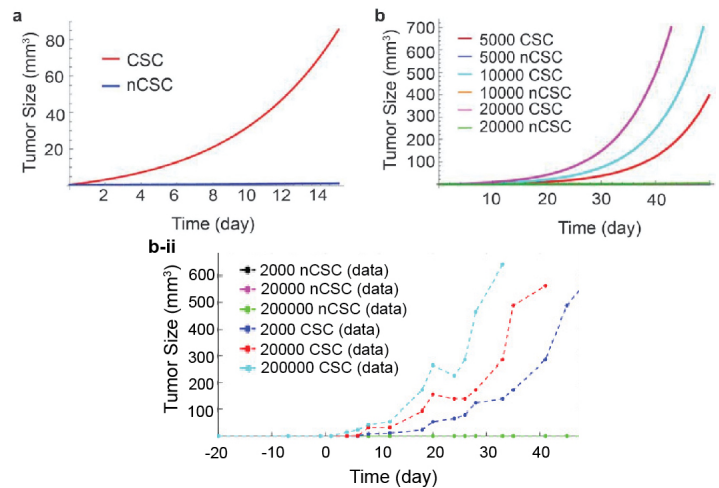 a
Tumor Size (mm³)
80
60
40
20
CSC
nCSC
2 4 6 8 10 12 14
Time (day)
b
Tumor Size (mm³)
700
600
500
400
300
200
100
5000 CSC
5000 nCSC
10000 CSC
10000 nCSC
20000 CSC
20000 nCSC
10 20 30 40
Time (day)
b-ii
Tumor Size (mm³)
600
500
400
300
200
100
2000 nCSC (data)
20000 nCSC (data)
200000 nCSC (data)
2000 CSC (data)
20000 CSC (data)
200000 CSC (data)
-20 -10 0 10 20 30 40
Time (day)